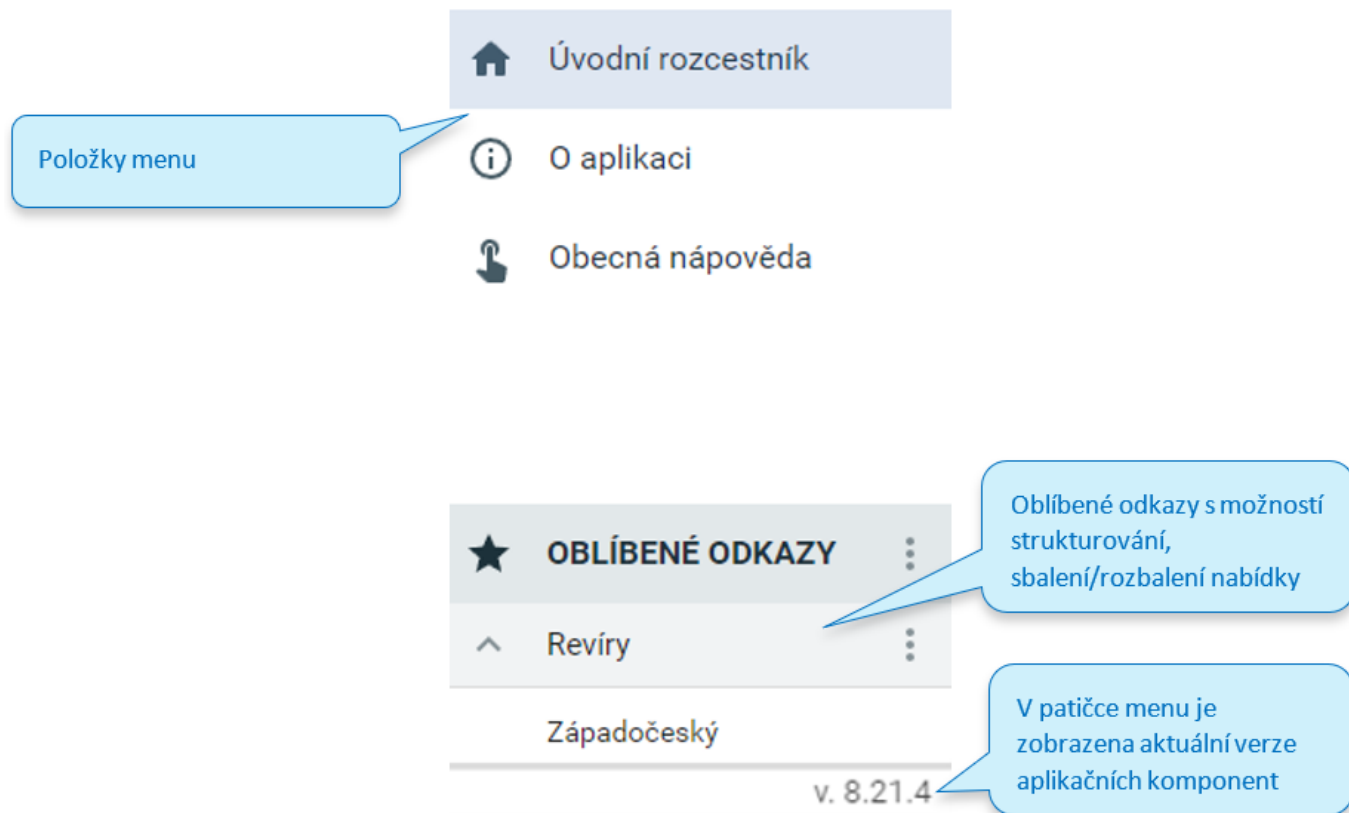 Úvodní rozcestník
Položky menu
O aplikaci
Obecná nápověda
OBLÍBENÉ ODKAZY
Oblíbené odkazy s možností
strukturování,
sbalení/rozbalení nabídky
Revíry
Západočeský
V patičce menu je
zobrazena aktuální verze
aplikačních komponent
v. 8.21.4